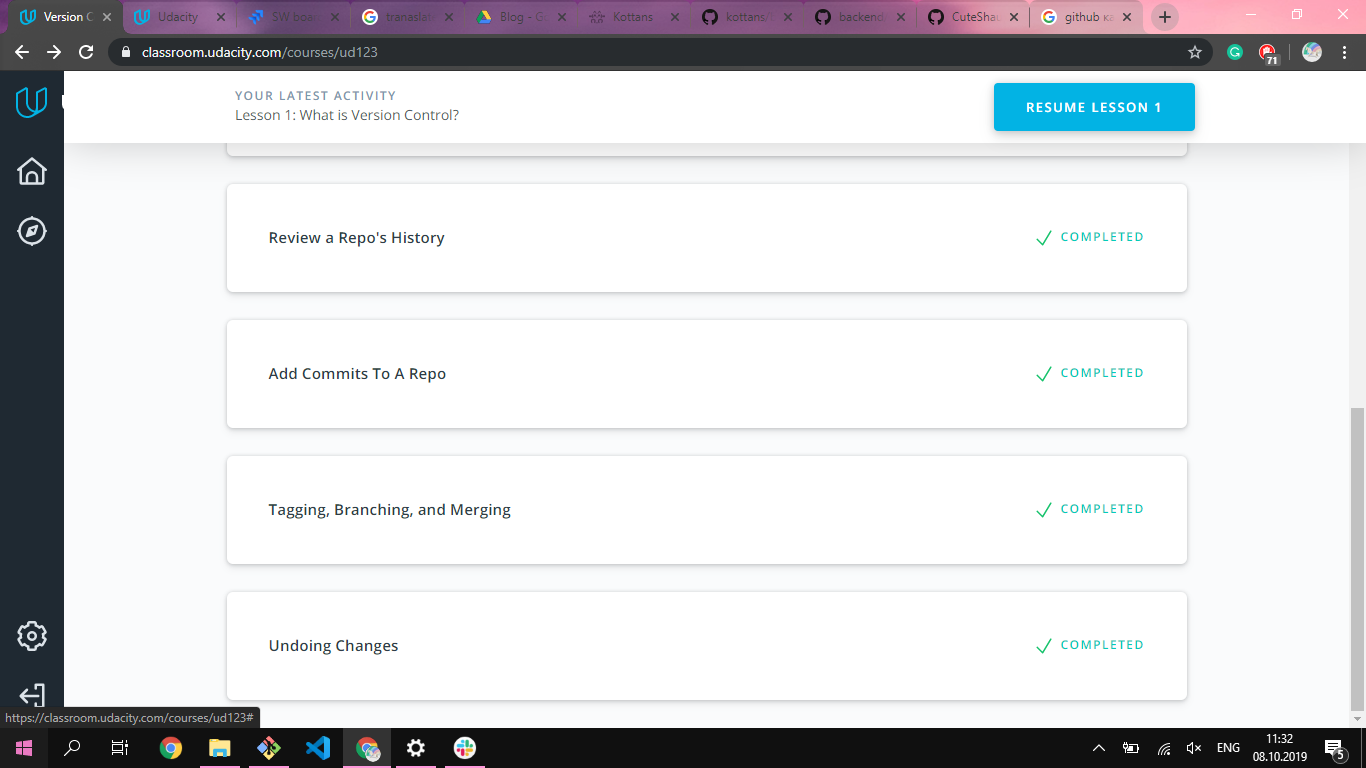 Version C
Udacity
SW boa
tranaslat
Blog - G
Kottans
kottans/
backend
CuteSha
github ка
classroom.udacity.com/courses/ud123
71
YOUR LATEST ACTIVITY
Lesson 1: What is Version Control?
RESUME LESSON 1
Review a Repo's History
COMPLETED
Add Commits To A Repo
COMPLETED
Tagging, Branching, and Merging
COMPLETED
Undoing Changes
COMPLETED
https://classroom.udacity.com/courses/ud123#
ENG
11:32
08.10.2019
5